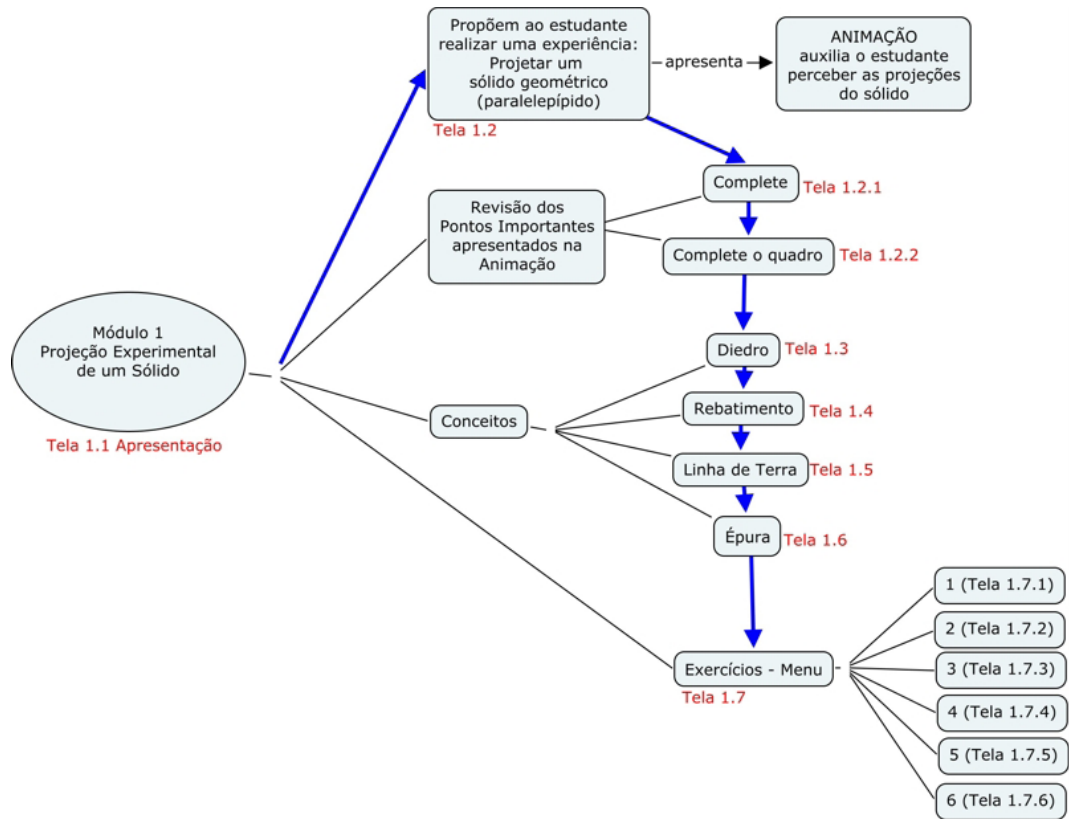 Propõem ao estudante
realizar uma experiência:
Projetar um
sólido geométrico
(paralelepípido)
apresenta
ANIMAÇÃO
auxilia o estudante
perceber as projeções
do sólido
Tela 1.2
Complete
Tela 1.2.1
Revisão dos
Pontos Importantes
apresentados na
Animação
Complete o quadro
Tela 1.2.2
Módulo 1
Projeção Experimental
de um Sólido
Tela 1.1 Apresentação
Conceitos
Diedro
Tela 1.3
Rebatimento
Tela 1.4
Linha de Terra
Tela 1.5
Épura
Tela 1.6
Exercícios - Menu
Tela 1.7
1 (Tela 1.7.1)
2 (Tela 1.7.2)
3 (Tela 1.7.3)
4 (Tela 1.7.4)
5 (Tela 1.7.5)
6 (Tela 1.7.6)